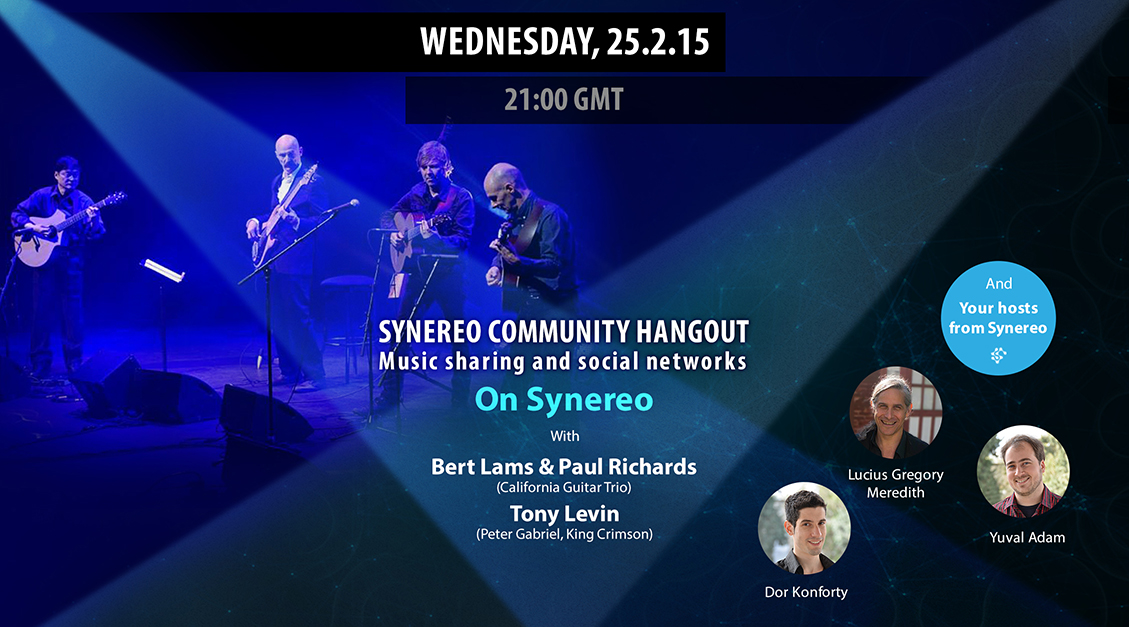 WEDNESDAY, 25.2.15
21:00 GMT
SYNEREO COMMUNITY HANGOUT
Music sharing and social networks
On Synereo
With
Bert Lams & Paul Richards
(California Guitar Trio)
Tony Levin
(Peter Gabriel, King Crimson)
And
Your hosts
from Synereo
Lucius Gregory
Meredith
Yuval Adam
Dor Konforty